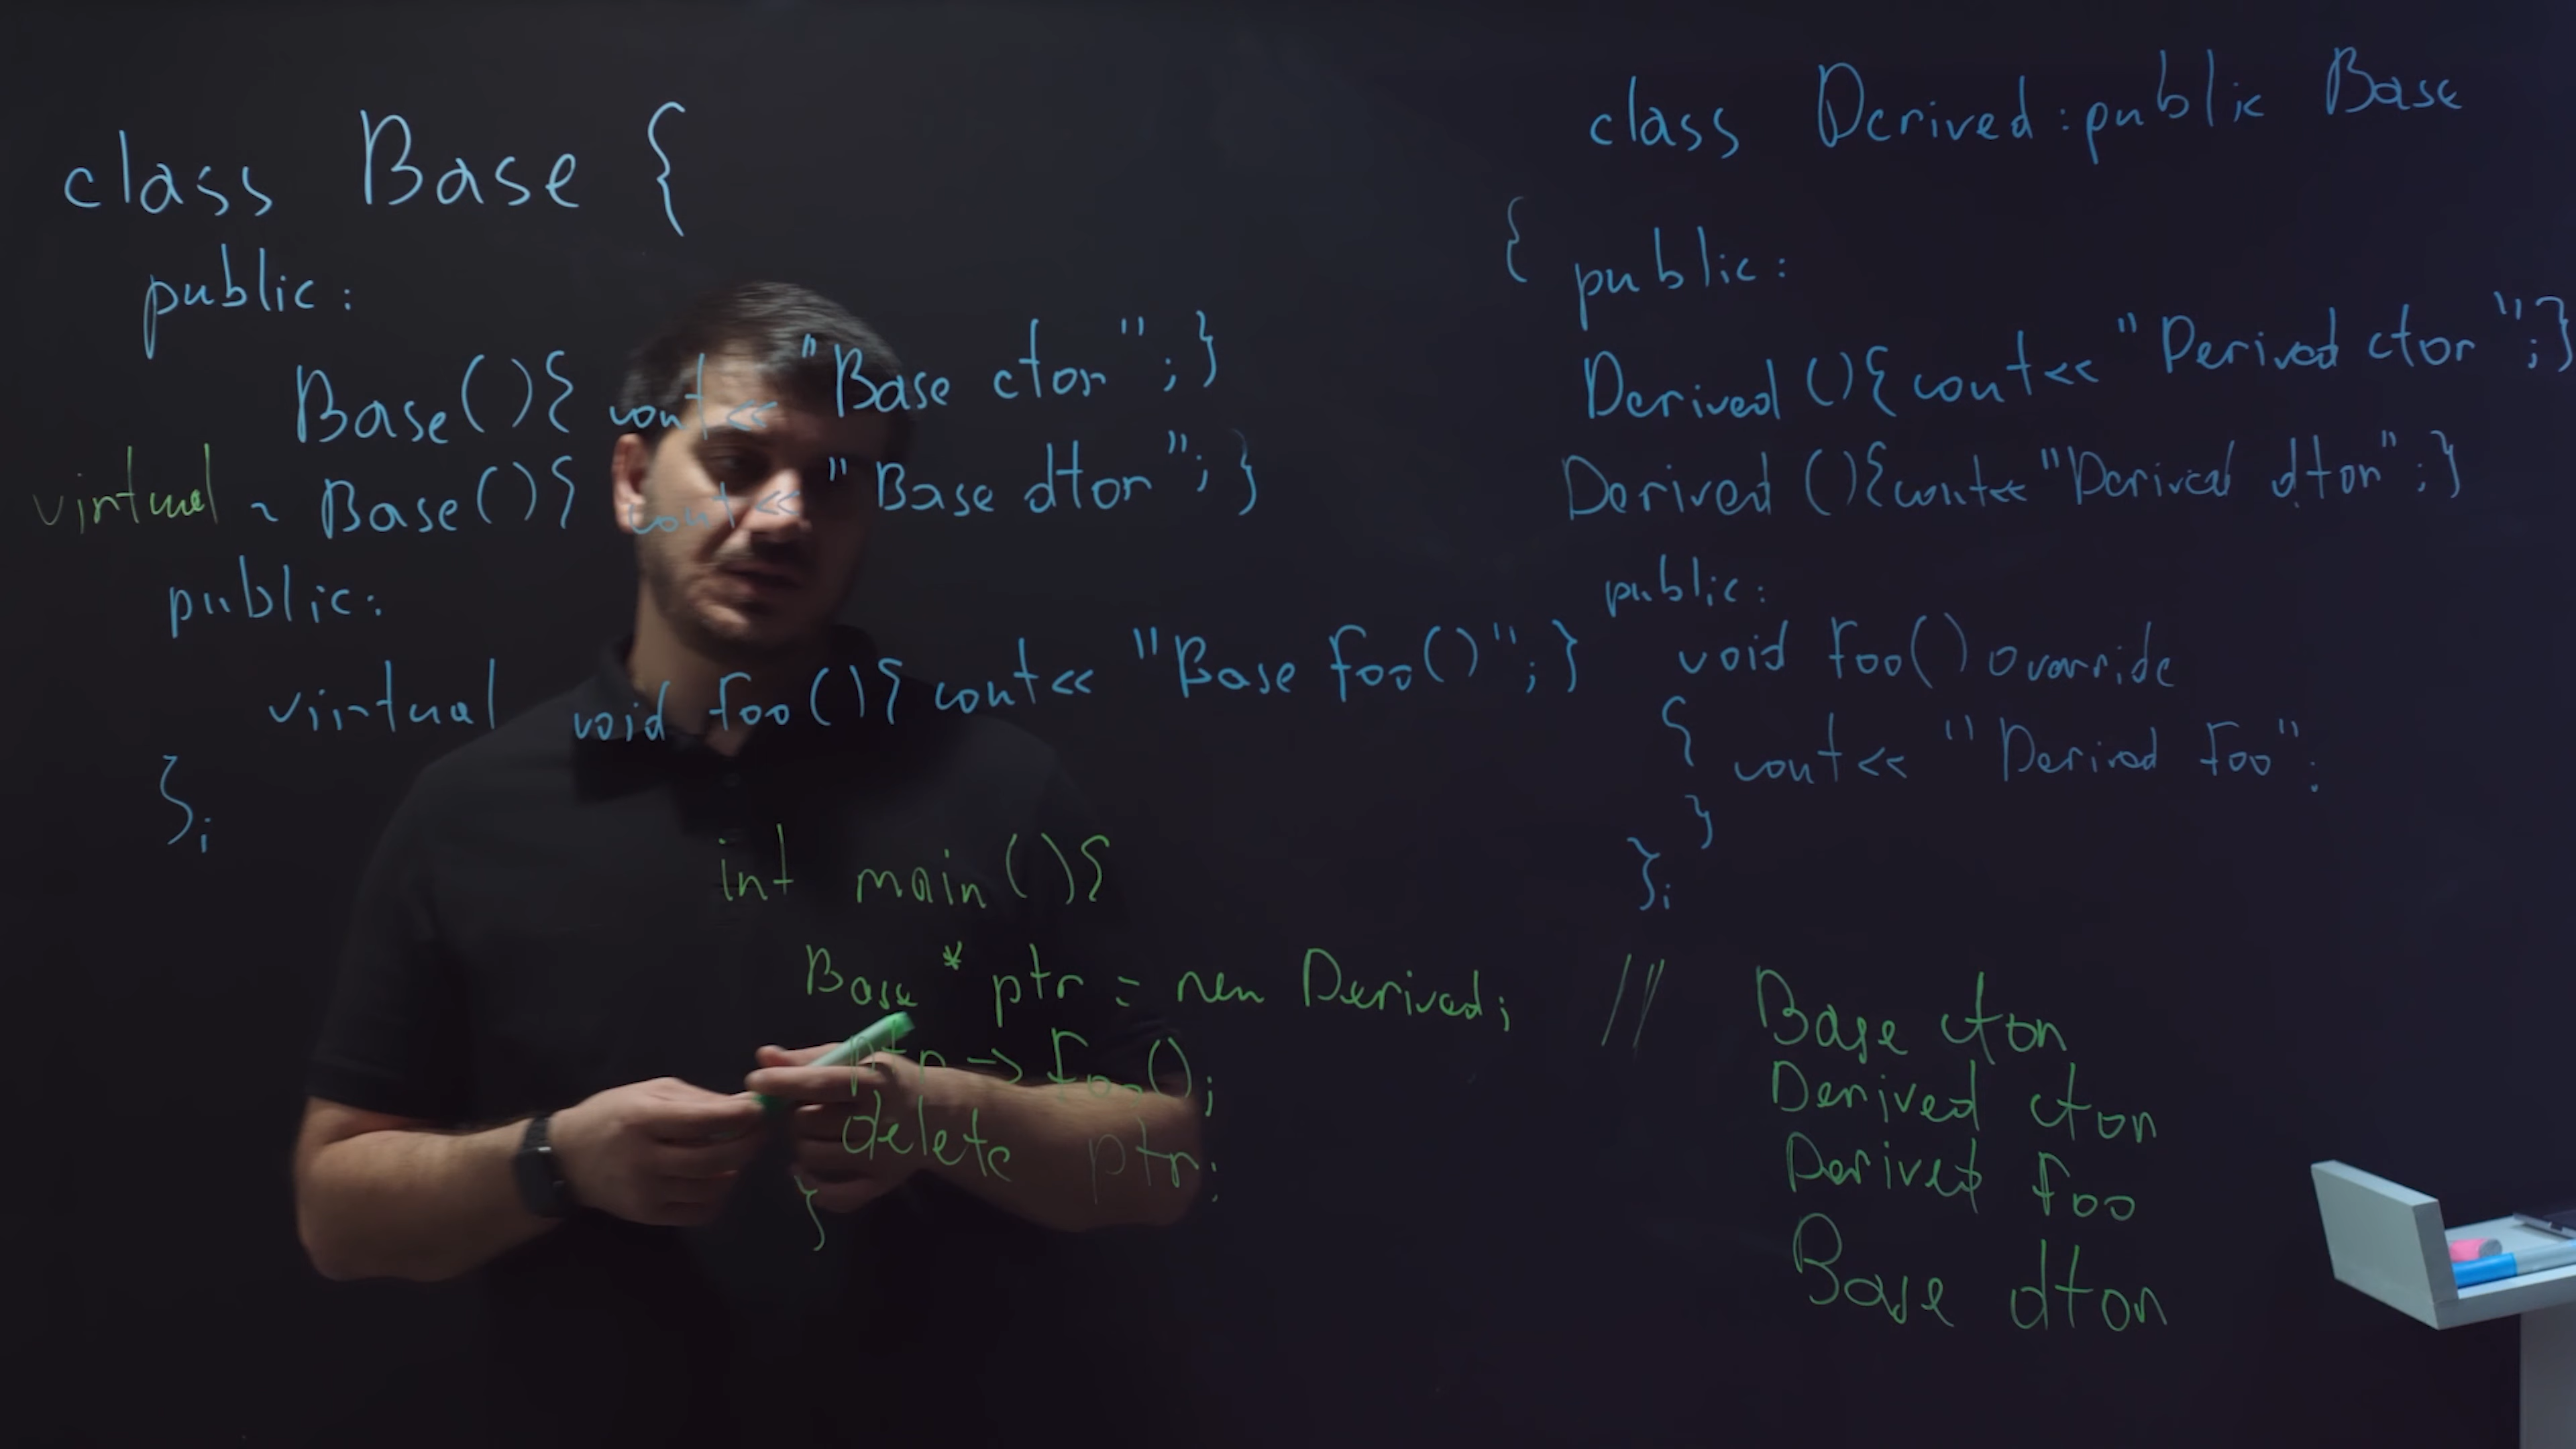 class Base {
public:
Base(){ cout<< "Base ctor"; }
virtual ~ Base(){ cout<< "Base dtor"; }
public:
virtual void foo(){ cout<< "Base foo()"; }
};
class Derived:public Base
{ public:
Derived(){cout<< "Derived ctor";}
Derived(){cout<< "Derived dtor";}
public:
void foo() override
{ cout<< "Derived foo";
}
};
int main(){
Base* ptr = new Derived;
ptr -> foo();
delete ptr;
}
// Base ctor
Derived ctor
Derived foo
Base dtor